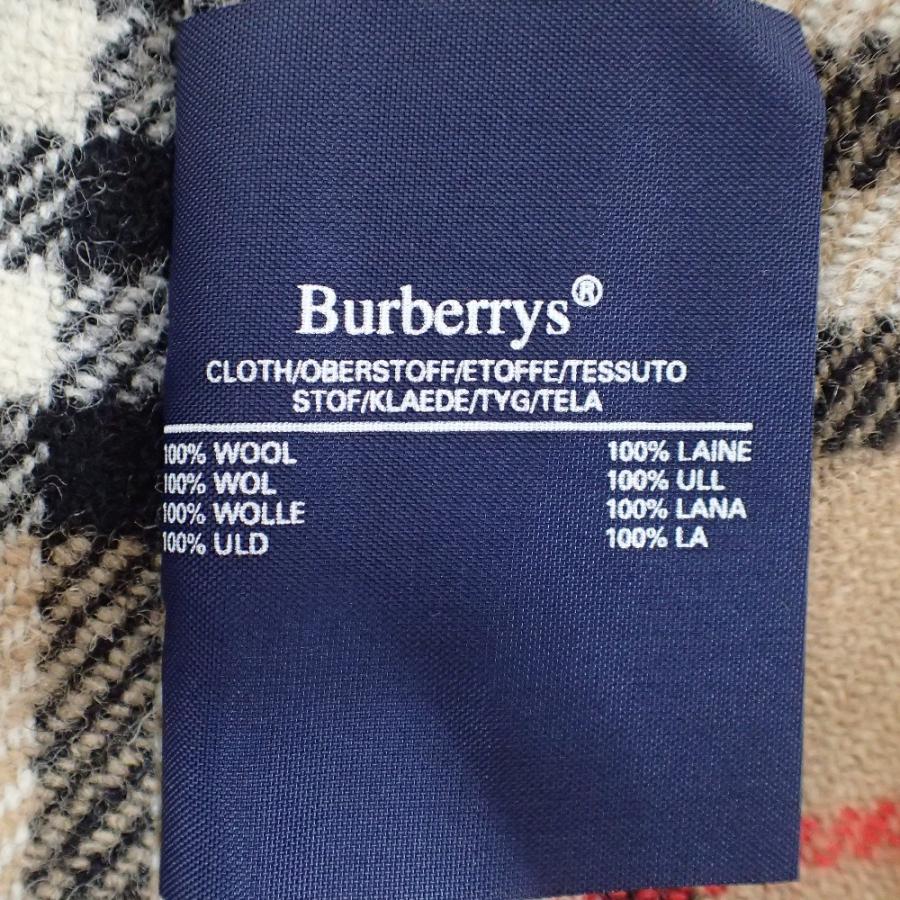 Burberrys®
CLOTH/OBERSTOFF/ETOFFE/TESSUTO
STOF/KLAEDE/TYG/TELA
100% WOOL 100% LAINE
100% WOL 100% ULL
100% WOLLE 100% LANA
100% ULD 100% LA